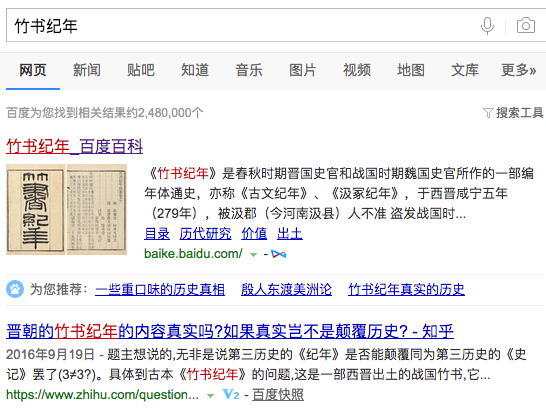 竹书纪年
网页 新闻 贴吧 知道 音乐 图片 视频 地图 文库 更多»
百度为您找到相关结果约2,480,000个 搜索工具
竹书纪年_百度百科
竹書紀年
《竹书纪年》是春秋时期晋国史官和战国时期魏国史官所作的一部编
年体通史，亦称《古文纪年》、《汲冢纪年》，于西晋咸宁五年
（279年），被汲郡（今河南汲县）人不准 盗发战国时...
目录 历代研究 价值 出土
baike.baidu.com/ -
为您推荐： 一些重口味的历史真相 殷人东渡美洲论 竹书纪年真实的历史
晋朝的竹书纪年的内容真实吗?如果真实岂不是颠覆历史? - 知乎
2016年9月19日 - 题主想说的,无非是说第三历史的《纪年》是否能颠覆同为第三历史的《史
记》罢了(3≠3?)。具体到古本《竹书纪年》的问题,这是一部西晋出土的战国竹书,它...
https://www.zhihu.com/question... V2 - 百度快照